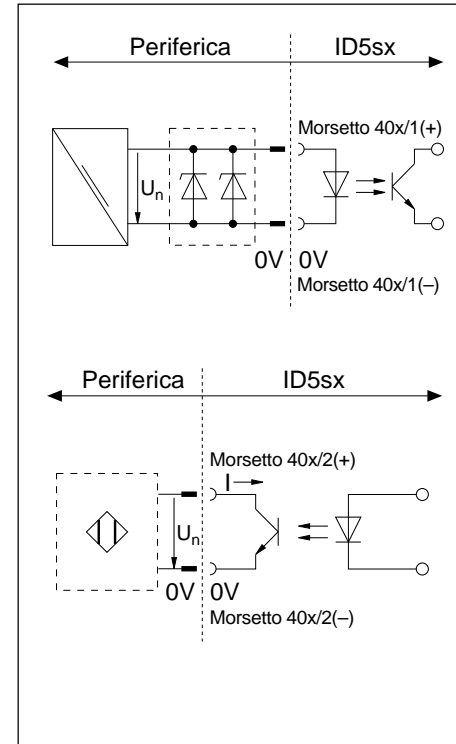 Periferica ID5sx
Morsetto 40x/1(+)
Un
0V 0V
Morsetto 40x/1(–)
Periferica ID5sx
Morsetto 40x/2(+)
I
Un
0V 0V
Morsetto 40x/2(–)